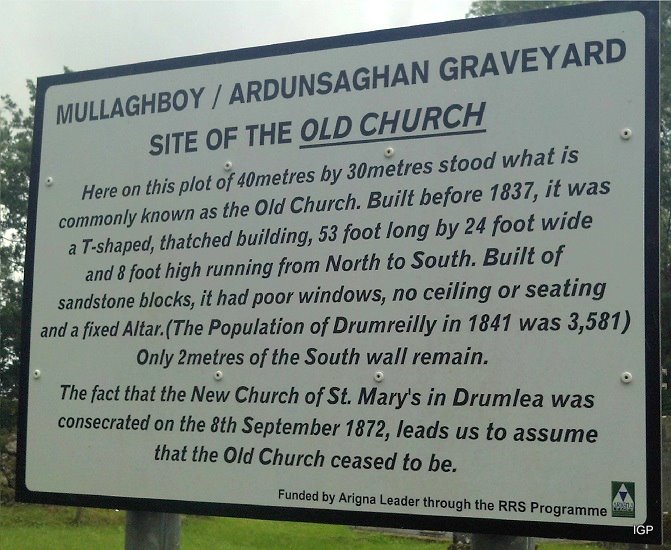 MULLAGHBOY / ARDUNSAGHAN GRAVEYARD
SITE OF THE OLD CHURCH
Here on this plot of 40metres by 30metres stood what is
commonly known as the Old Church. Built before 1837, it was
a T-shaped, thatched building, 53 foot long by 24 foot wide
and 8 foot high running from North to South. Built of
sandstone blocks, it had poor windows, no ceiling or seating
and a fixed Altar.(The Population of Drumreilly in 1841 was 3,581)
Only 2metres of the South wall remain.
The fact that the New Church of St. Mary's in Drumlea was
consecrated on the 8th September 1872, leads us to assume
that the Old Church ceased to be.
Funded by Arigna Leader through the RRS Programme
IGP